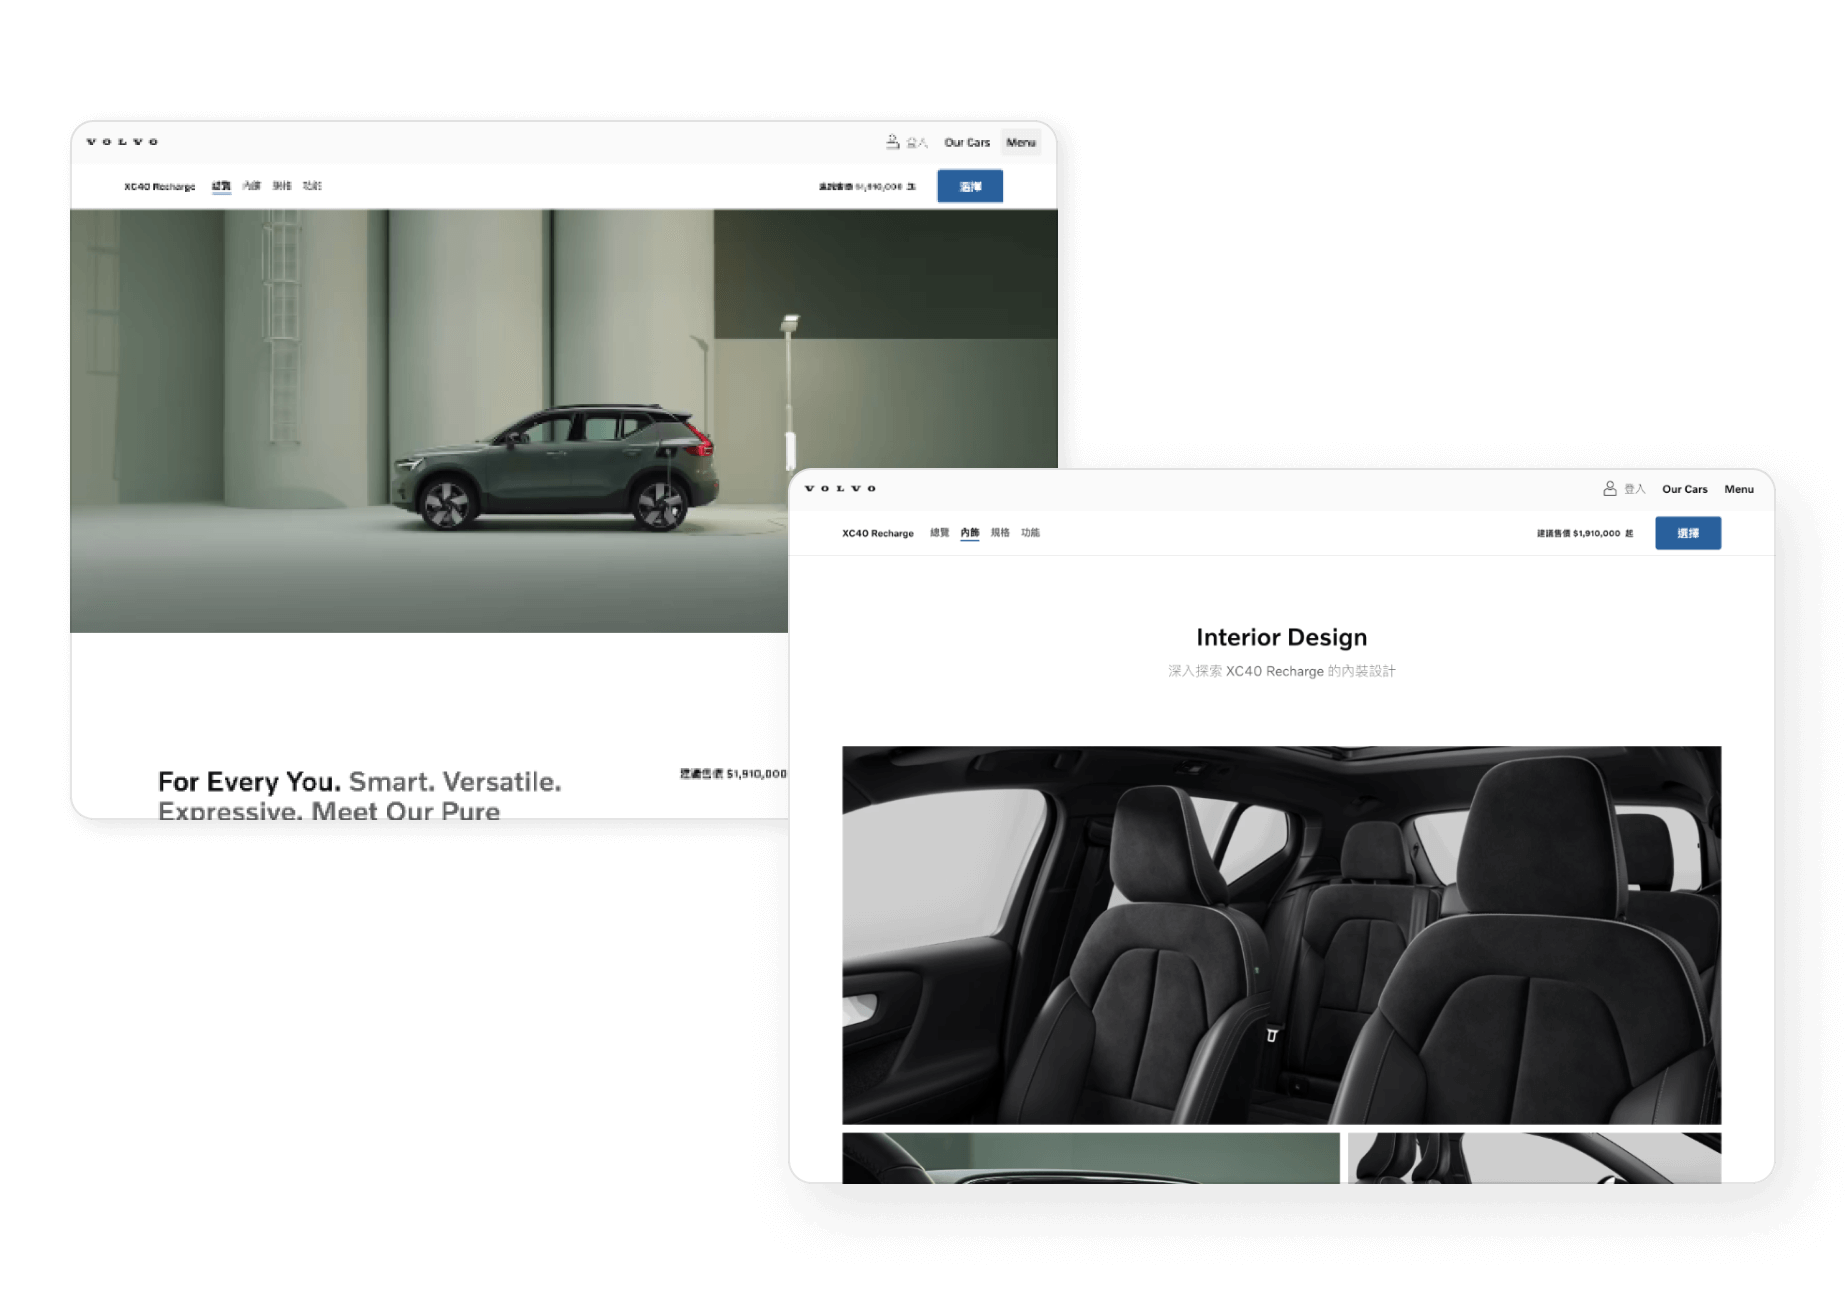 VOLVO
登入 Our Cars Menu
XC40 Recharge 總覽 內飾 規格 功能
建議售價 $1,910,000 起
選擇
For Every You. Smart. Versatile.
Expressive. Meet Our Pure
建議售價 $1,910,000
VOLVO
登入 Our Cars Menu
XC40 Recharge 總覽 內飾 規格 功能
建議售價 $1,910,000 起
選擇
Interior Design
深入探索 XC40 Recharge 的內裝設計